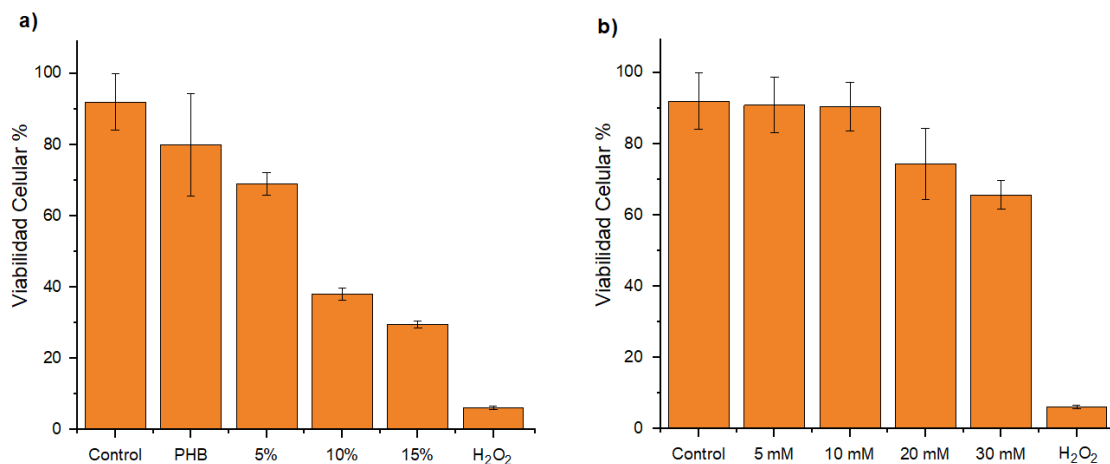 a)
Viabilidad Celular %
100
80
60
40
20
0
Control PHB 5% 10% 15% H₂O₂
b)
Viabilidad Celular %
100
80
60
40
20
0
Control 5 mM 10 mM 20 mM 30 mM H₂O₂